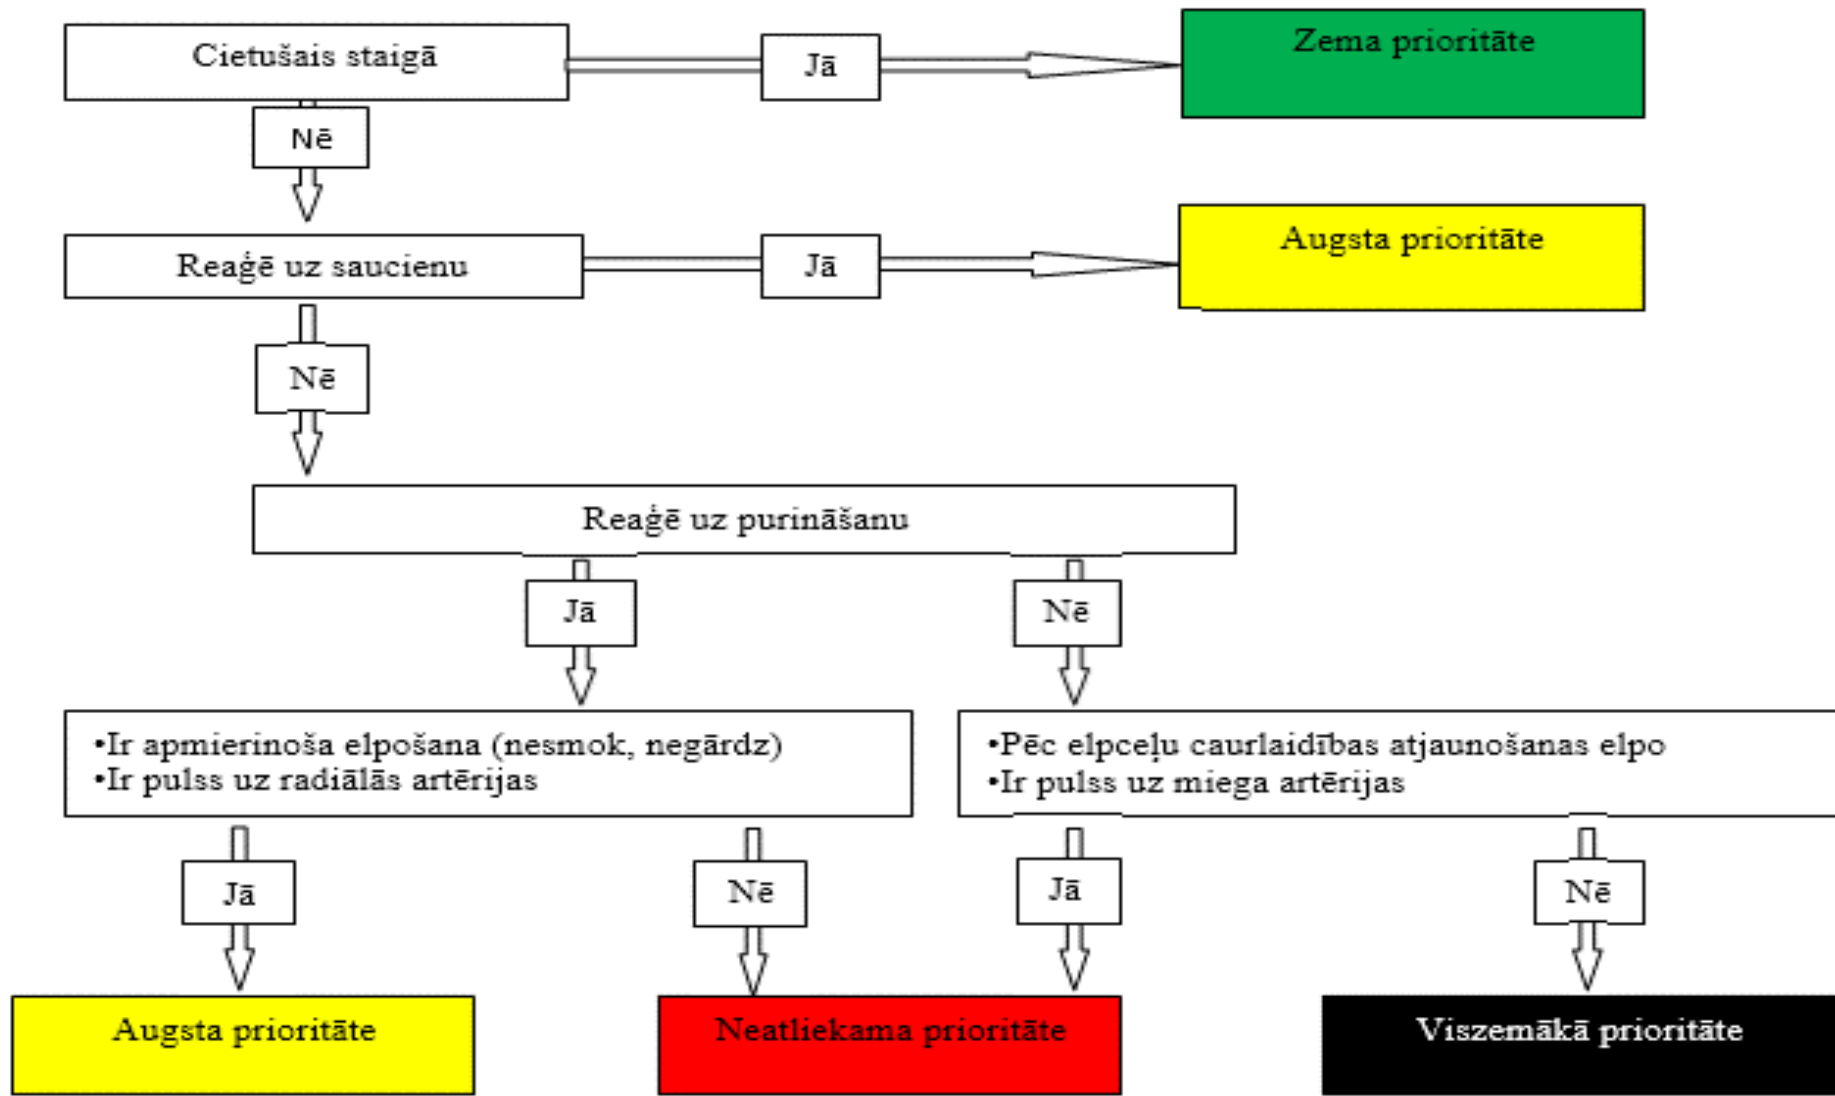 Cietušais staigā
Jā
Zema prioritāte
Nē
Reaģē uz saucienu
Jā
Augsta prioritāte
Nē
Reaģē uz purināšanu
Jā
Nē
•Ir apmierinoša elpošana (nesmok, negārdz)
•Ir pulss uz radiālās artērijas
•Pēc elpceļu caurlaidības atjaunošanas elpo
•Ir pulss uz miega artērijas
Jā
Nē
Jā
Nē
Augsta prioritāte
Neatliekama prioritāte
Viszemākā prioritāte